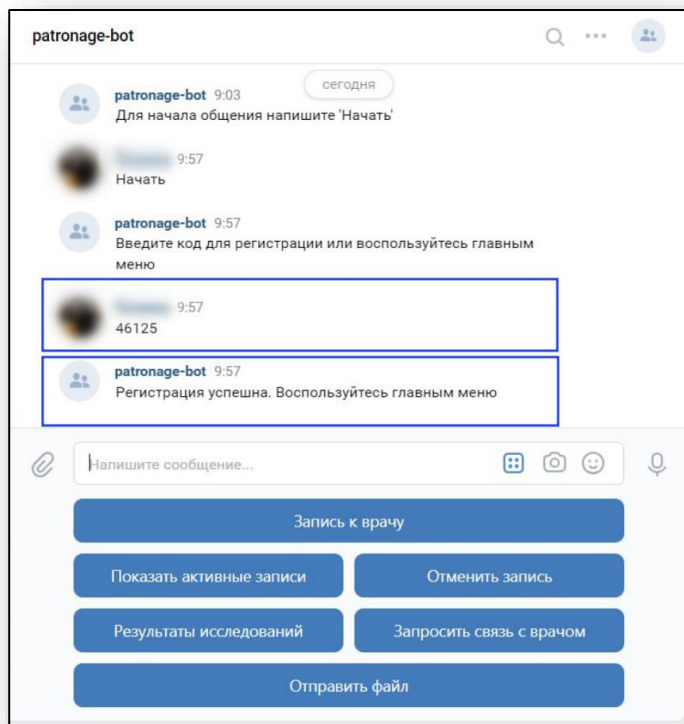 patronage-bot
сегодня
patronage-bot 9:03
Для начала общения напишите 'Начать'
9:57
Начать
patronage-bot 9:57
Введите код для регистрации или воспользуйтесь главным
меню
9:57
46125
patronage-bot 9:57
Регистрация успешна. Воспользуйтесь главным меню
Напишите сообщение...
Запись к врачу
Показать активные записи
Отменить запись
Результаты исследований
Запросить связь с врачом
Отправить файл